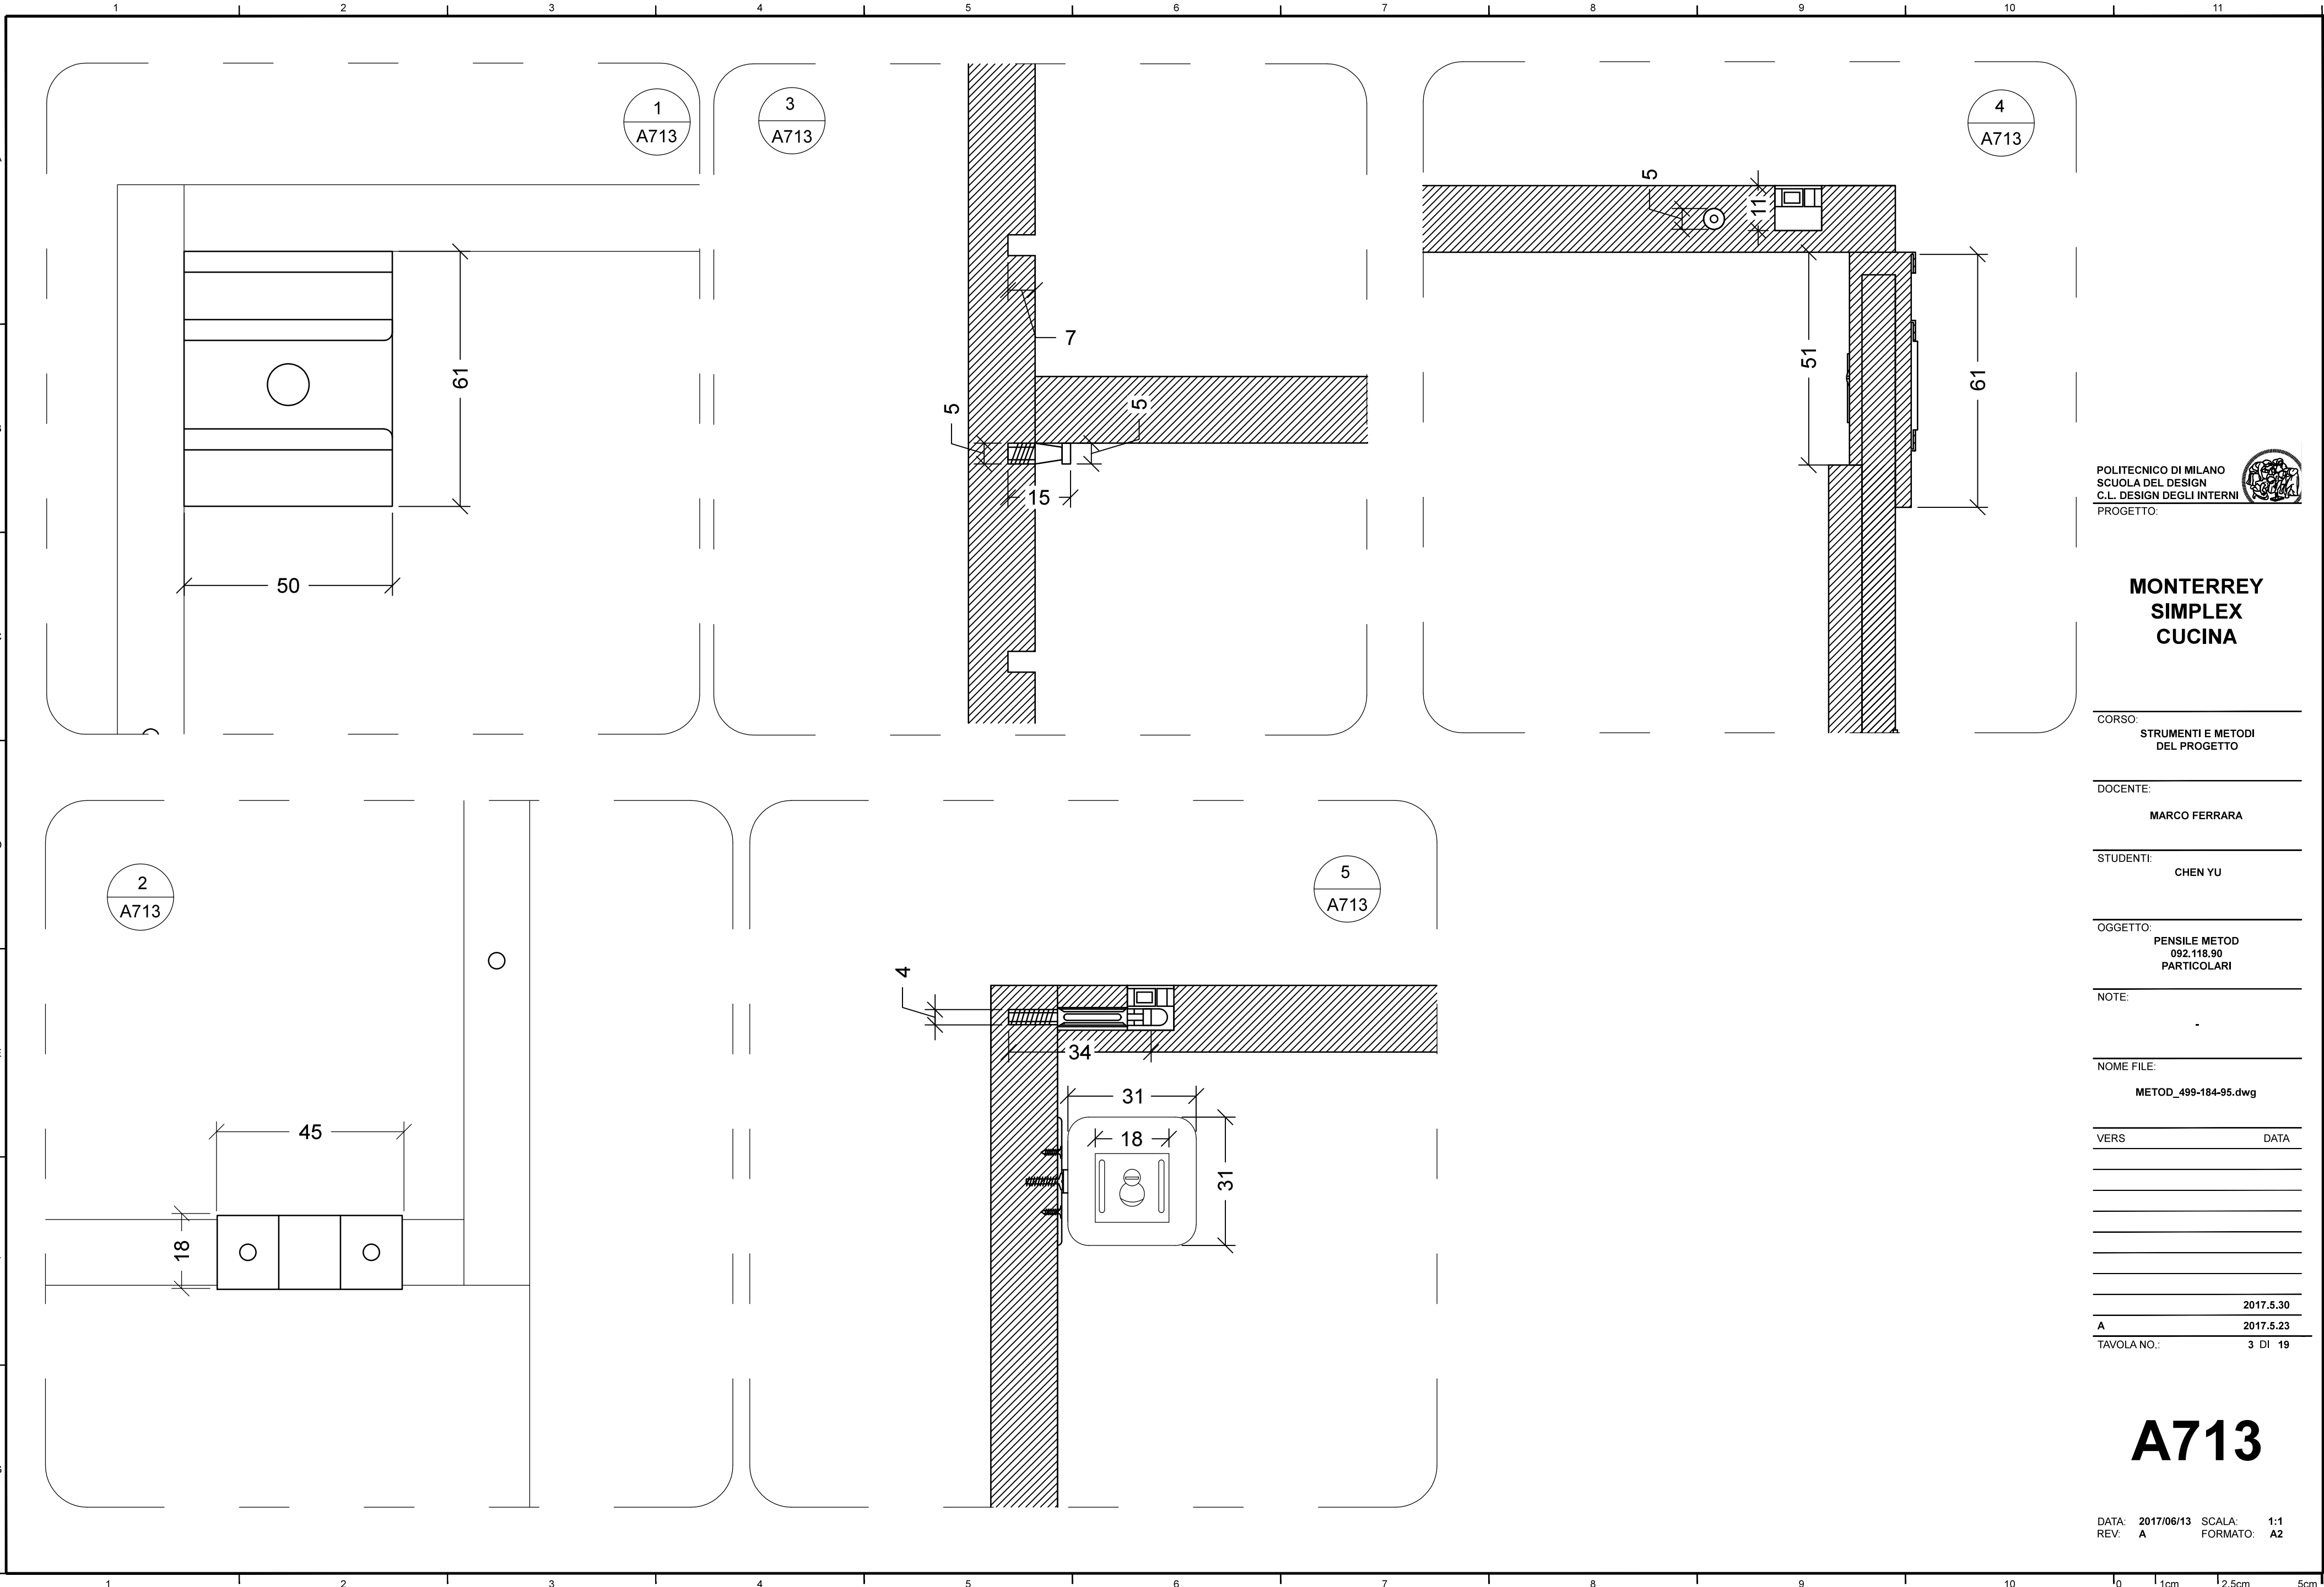 1 2 3 4 5 6 7 8 9 10 11
1
A713
61
50
3
A713
7
5
5
15
4
A713
5
11
51
61
2
A713
45
18
5
A713
4
34
31
18
31
POLITECNICO DI MILANO
SCUOLA DEL DESIGN
C.L. DESIGN DEGLI INTERNI
PROGETTO:
MONTERREY
SIMPLEX
CUCINA
CORSO:
STRUMENTI E METODI
DEL PROGETTO
DOCENTE:
MARCO FERRARA
STUDENTI:
CHEN YU
OGGETTO:
PENSILE METOD
092.118.90
PARTICOLARI
NOTE:
-
NOME FILE:
METOD_499-184-95.dwg
VERS DATA
2017.5.30
A 2017.5.23
TAVOLA NO.: 3 DI 19
A713
DATA: 2017/06/13 SCALA: 1:1
REV: A FORMATO: A2
1 2 3 4 5 6 7 8 9 10 0 1cm 2.5cm 5cm